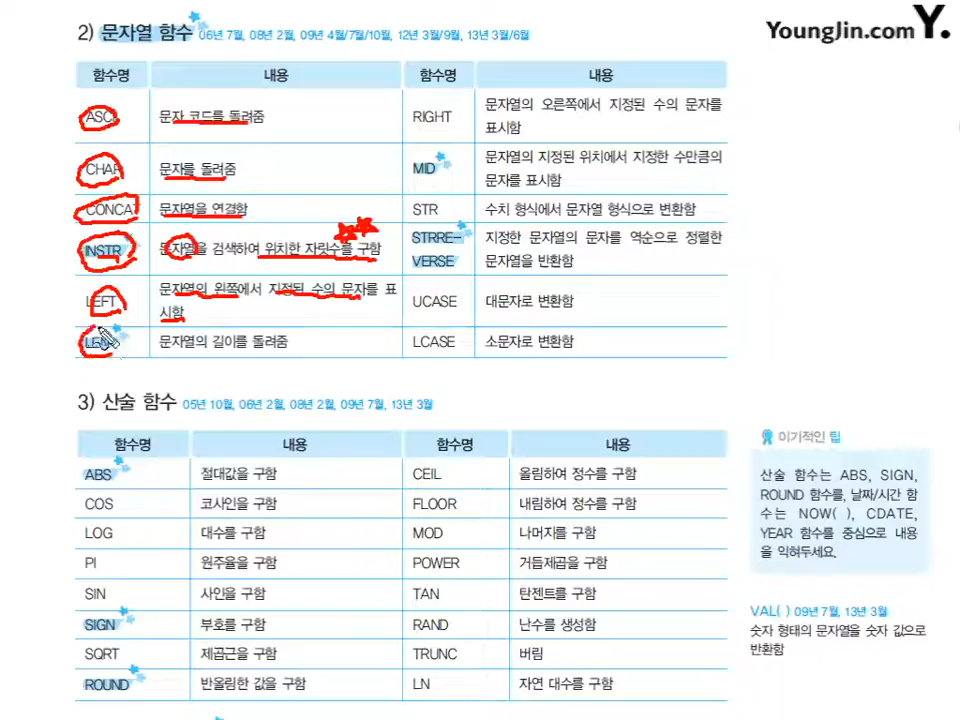 2) 문자열 함수 06년 7월, 08년 2월, 09년 4월/7월/10월, 12년 3월/9월, 13년 3월/6월
YoungJin.com Y.
함수명 내용 함수명 내용
문자 코드를 돌려줌
RIGHT 문자열의 오른쪽에서 지정된 수의 문자를
표시함
CHAR 문자를 돌려줌
MID 문자열의 지정된 위치에서 지정한 수만큼의
문자를 표시함
CONCAT 문자열을 연결함 STR 수치 형식에서 문자열 형식으로 변환함
INSTR 문자열을 검색하여 위치한 자릿수를 구함
STRRE-
VERSE
지정한 문자열의 문자를 역순으로 정렬한
문자열을 반환함
LEFT 문자열의 왼쪽에서 지정된 수의 문자를 표
시함
UCASE 대문자로 변환함
LEN 문자열의 길이를 돌려줌 LCASE 소문자로 변환함
3) 산술 함수 05년 10월, 06년 2월, 08년 2월, 09년 7월, 13년 3월
함수명 내용 함수명 내용
ABS 절대값을 구함 CEIL 올림하여 정수를 구함
COS 코사인을 구함 FLOOR 내림하여 정수를 구함
LOG 대수를 구함 MOD 나머지를 구함
PI 원주율을 구함 POWER 거듭제곱을 구함
SIN 사인을 구함 TAN 탄젠트를 구함
SIGN 부호를 구함 RAND 난수를 생성함
SQRT 제곱근을 구함 TRUNC 버림
ROUND 반올림한 값을 구함 LN 자연 대수를 구함
이기적인 팁
산술 함수는 ABS, SIGN,
ROUND 함수를, 날짜/시간 함
수는 NOW( ), CDATE,
YEAR 함수를 중심으로 내용
을 익혀두세요.
VAL( ) 09년 7월, 13년 3월
숫자 형태의 문자열을 숫자 값으로
반환함